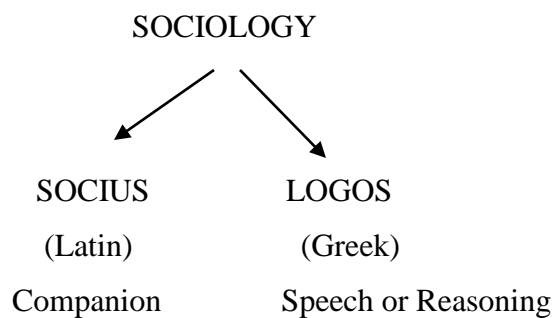 SOCIOLOGY
SOCIUS LOGOS
(Latin) (Greek)
Companion Speech or Reasoning